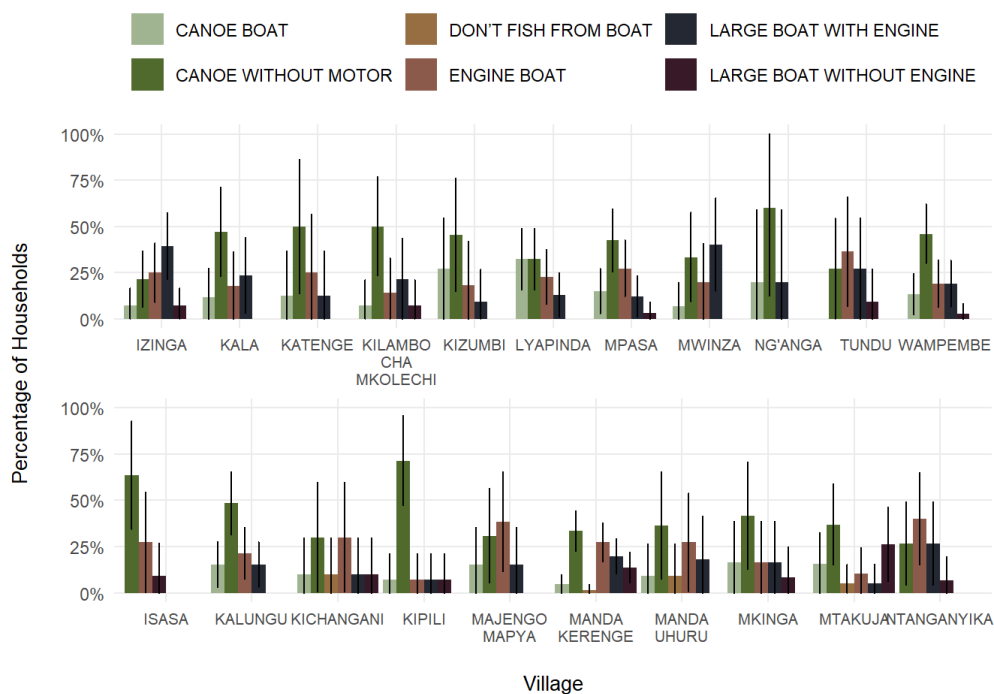 CANOE BOAT DON'T FISH FROM BOAT LARGE BOAT WITH ENGINE
CANOE WITHOUT MOTOR ENGINE BOAT LARGE BOAT WITHOUT ENGINE
Percentage of Households
100%
75%
50%
25%
0%
IZINGA KALA KATENGE KILAMBO KIZUMBI LYAPINDA MPASA MWINZA NG'ANGA TUNDU WAMPEMBE
CHA
MKOLECHI
100%
75%
50%
25%
0%
ISASA KALUNGU KICHANGANI KIPILI MAJENGO MANDA MANDA MKINGA MTAKUJA NTANGANYIKA
MAPYA KERENGE UHURU
Village